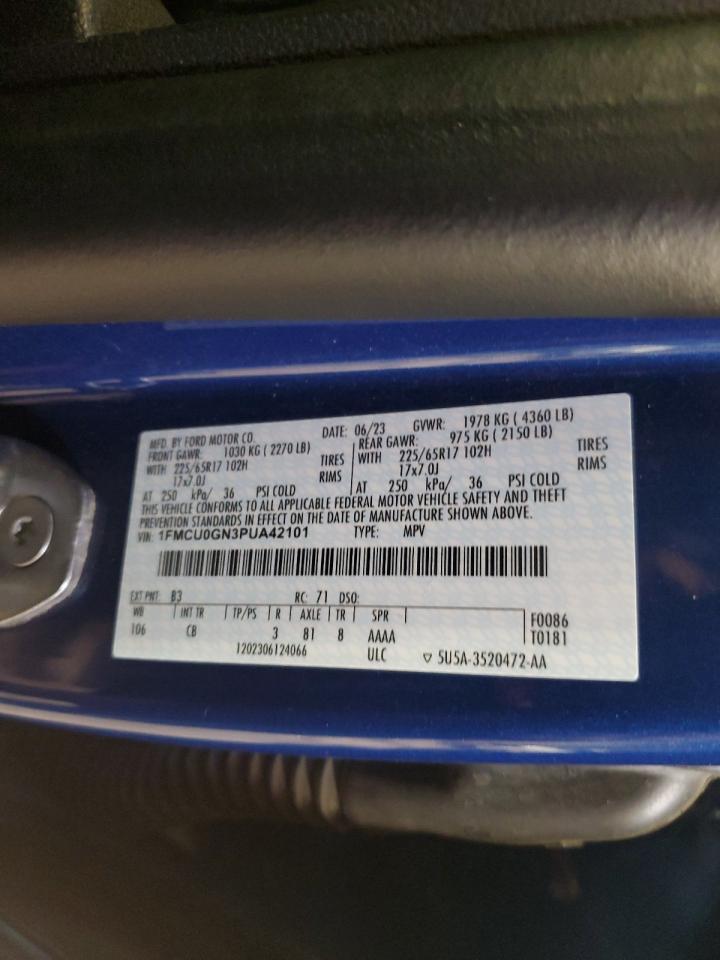 MFD. BY FORD MOTOR CO. DATE: 06/23 GVWR: 1978 KG ( 4360 LB)
FRONT GAWR: 1030 KG ( 2270 LB) REAR GAWR: 975 KG ( 2150 LB)
WITH 225/65R17 102H TIRES WITH 225/65R17 102H TIRES
17x7.0J RIMS 17x7.0J RIMS
AT 250 kPa/ 36 PSI COLD AT 250 kPa/ 36 PSI COLD
THIS VEHICLE CONFORMS TO ALL APPLICABLE FEDERAL MOTOR VEHICLE SAFETY AND THEFT
PREVENTION STANDARDS IN EFFECT ON THE DATE OF MANUFACTURE SHOWN ABOVE.
VIN: 1FMCU0GN3PUA42101 TYPE: MPV
EXT PNT: B3 RC: 71 DSO:
WB INT TR TP/PS R AXLE TR SPR F0086
106 CB 3 81 8 AAAA T0181
1202306124066 ULC ▽ 5U5A-3520472-AA